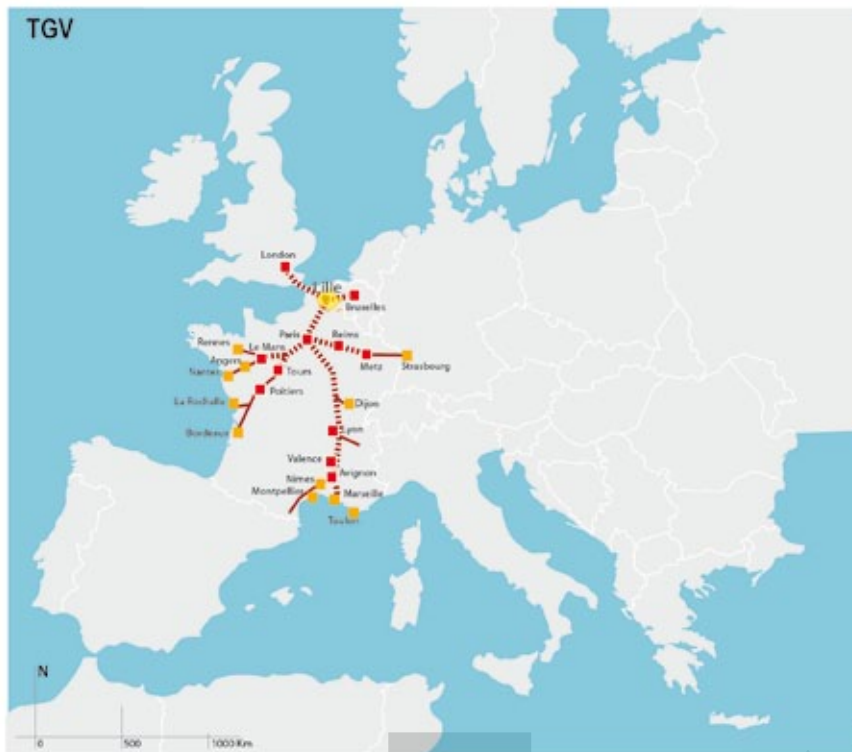 TGV
London
Lille
Bruxelles
Rennes
Le Mans
Paris
Reims
Angers
Nantes
Tours
Metz
Strasbourg
La Rochelle
Poitiers
Dijon
Bordeaux
Lyon
Valence
Avignon
Nimes
Montpellier
Marseille
Toulon
N
0
500
1000 Km